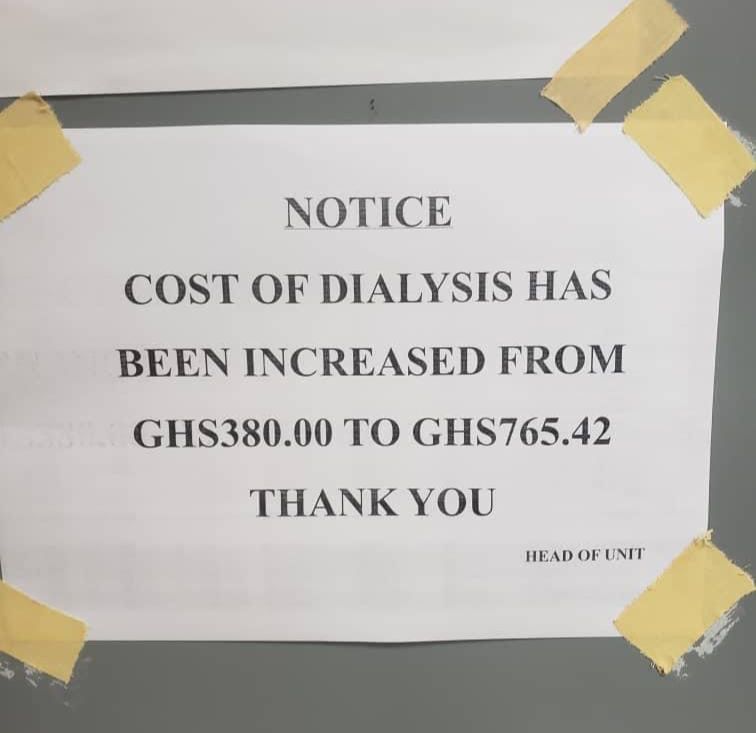 NOTICE
COST OF DIALYSIS HAS
BEEN INCREASED FROM
GHS380.00 TO GHS765.42
THANK YOU
HEAD OF UNIT